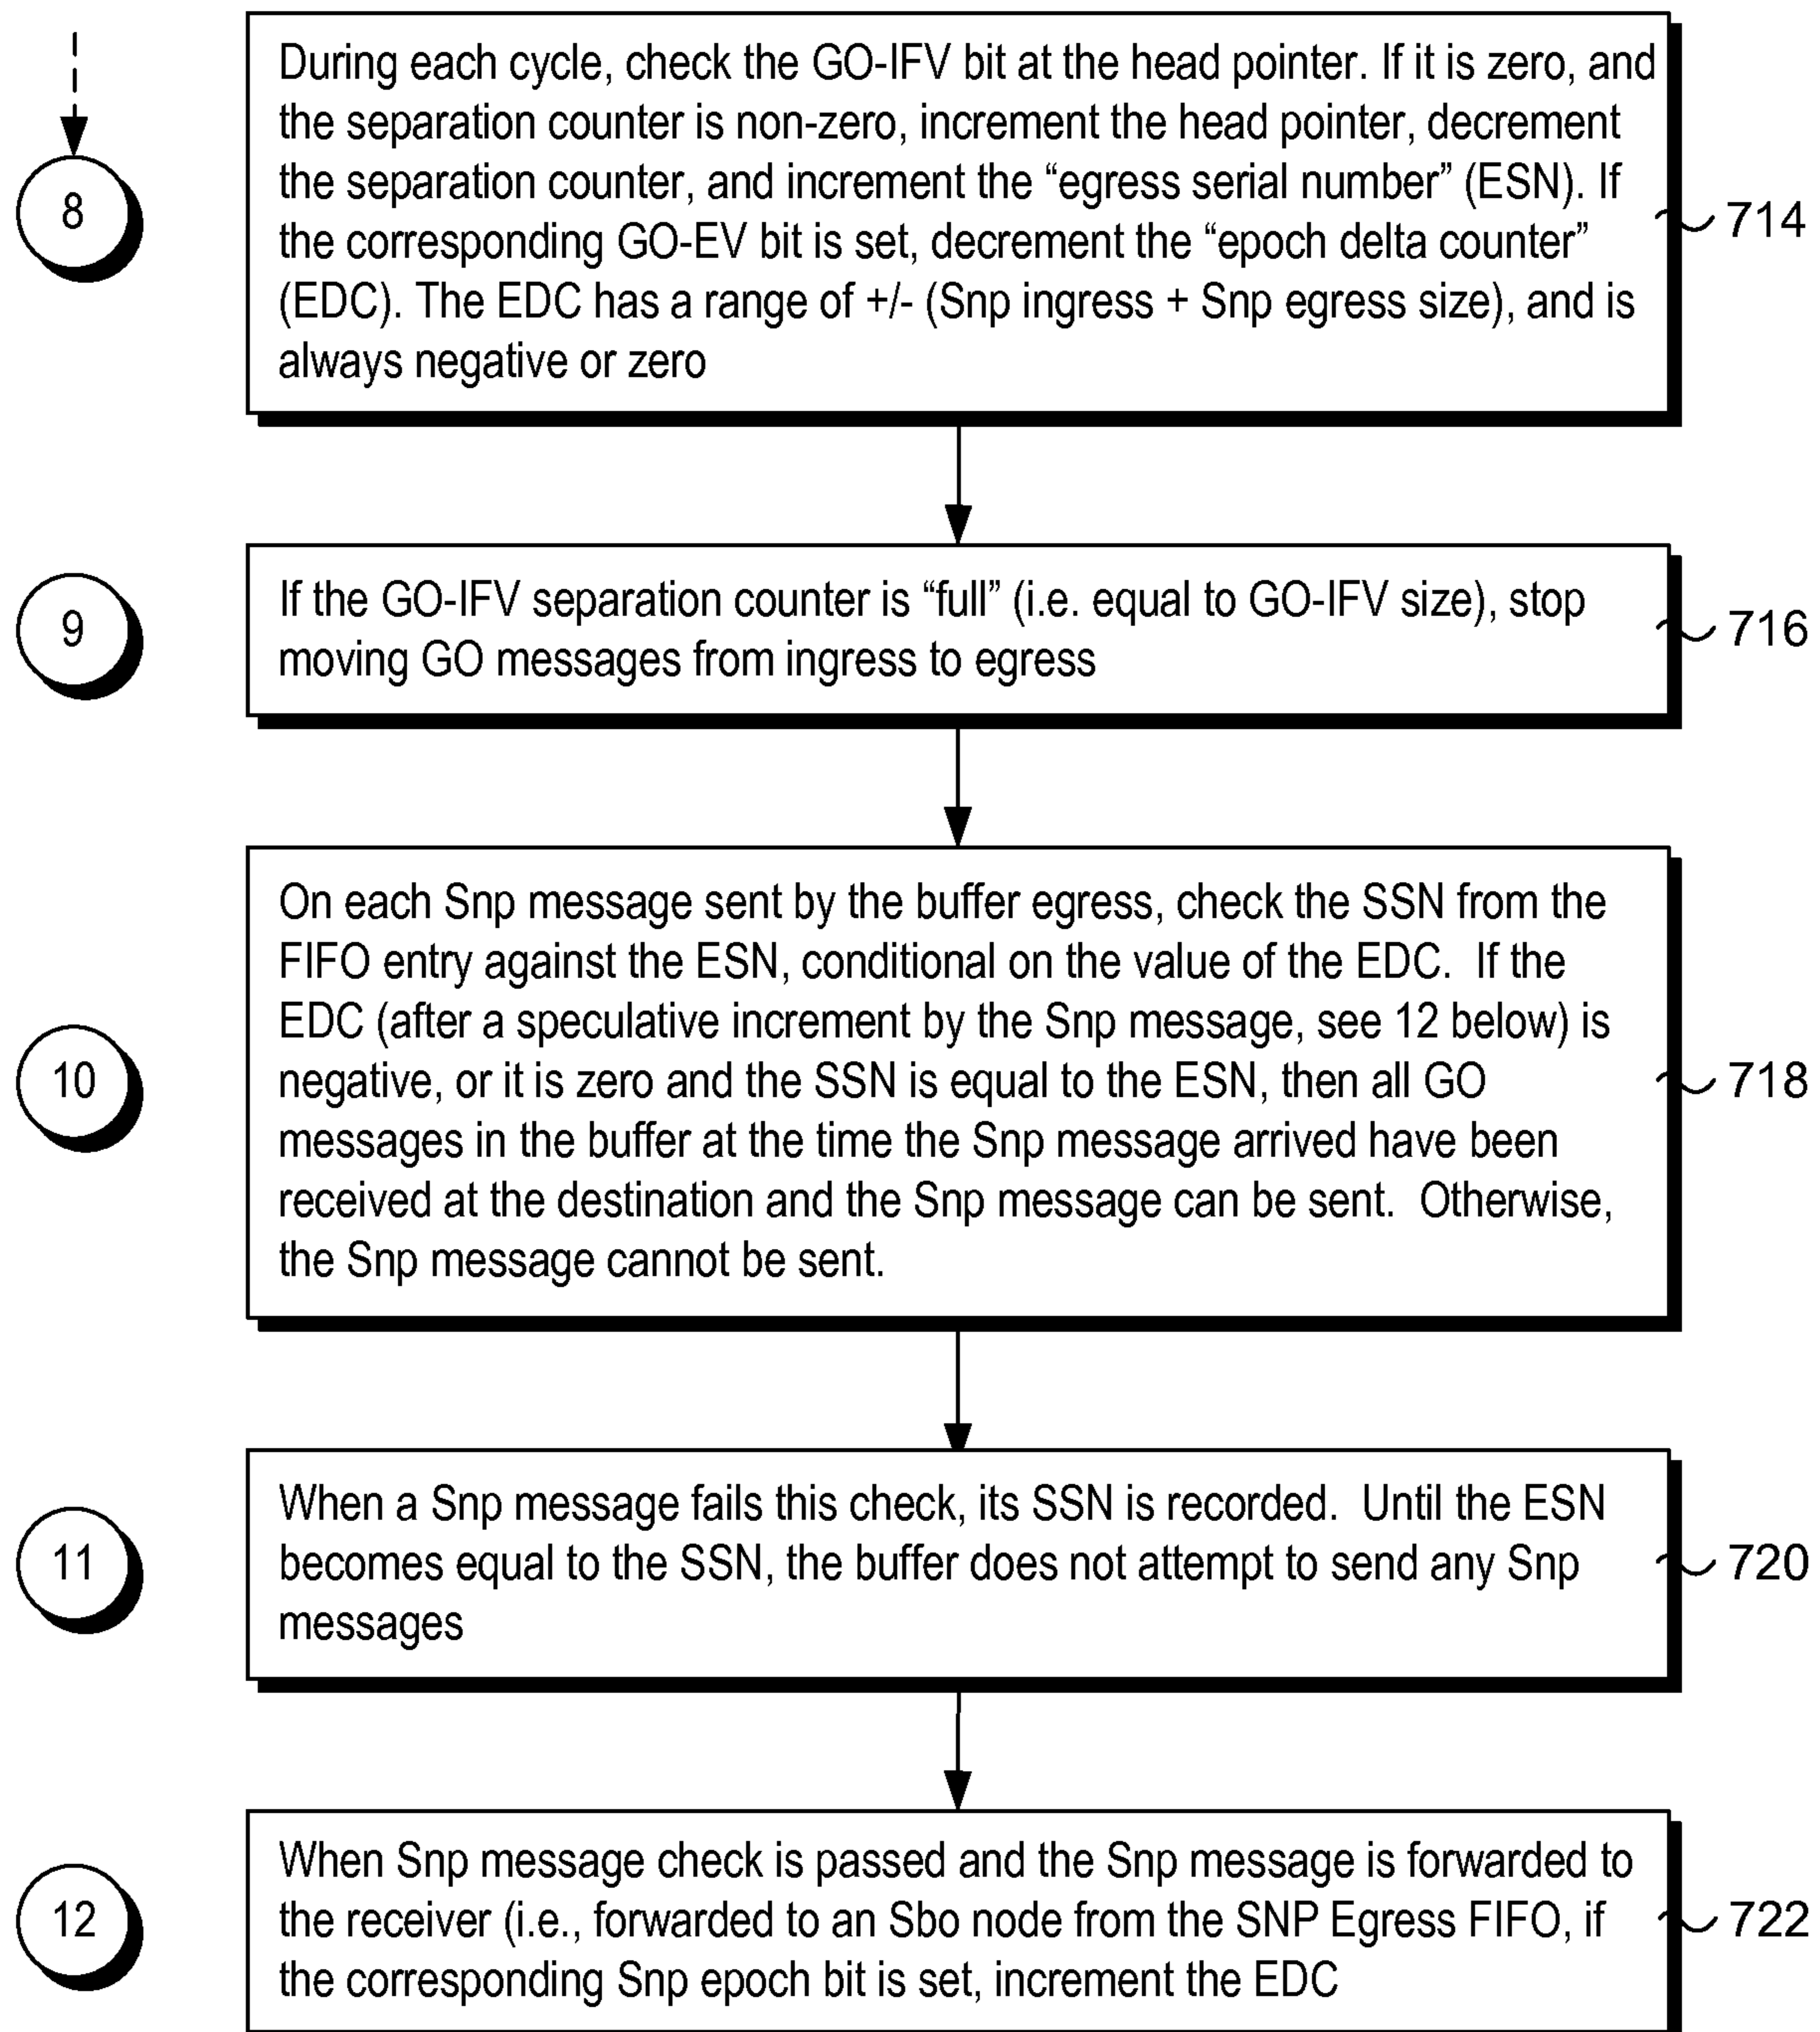 During each cycle, check the GO-IFV bit at the head pointer. If it is zero, and
the separation counter is non-zero, increment the head pointer, decrement
the separation counter, and increment the “egress serial number” (ESN). If
the corresponding GO-EV bit is set, decrement the “epoch delta counter”
(EDC). The EDC has a range of +/- (Snp ingress + Snp egress size), and is
always negative or zero
8
714
If the GO-IFV separation counter is “full” (i.e. equal to GO-IFV size), stop
moving GO messages from ingress to egress
9
716
On each Snp message sent by the buffer egress, check the SSN from the
FIFO entry against the ESN, conditional on the value of the EDC.  If the
EDC (after a speculative increment by the Snp message, see 12 below) is
negative, or it is zero and the SSN is equal to the ESN, then all GO
messages in the buffer at the time the Snp message arrived have been
received at the destination and the Snp message can be sent.  Otherwise,
the Snp message cannot be sent.
10
718
When a Snp message fails this check, its SSN is recorded.  Until the ESN
becomes equal to the SSN, the buffer does not attempt to send any Snp
messages
11
720
When Snp message check is passed and the Snp message is forwarded to
the receiver (i.e., forwarded to an Sbo node from the SNP Egress FIFO, if
the corresponding Snp epoch bit is set, increment the EDC
12
722